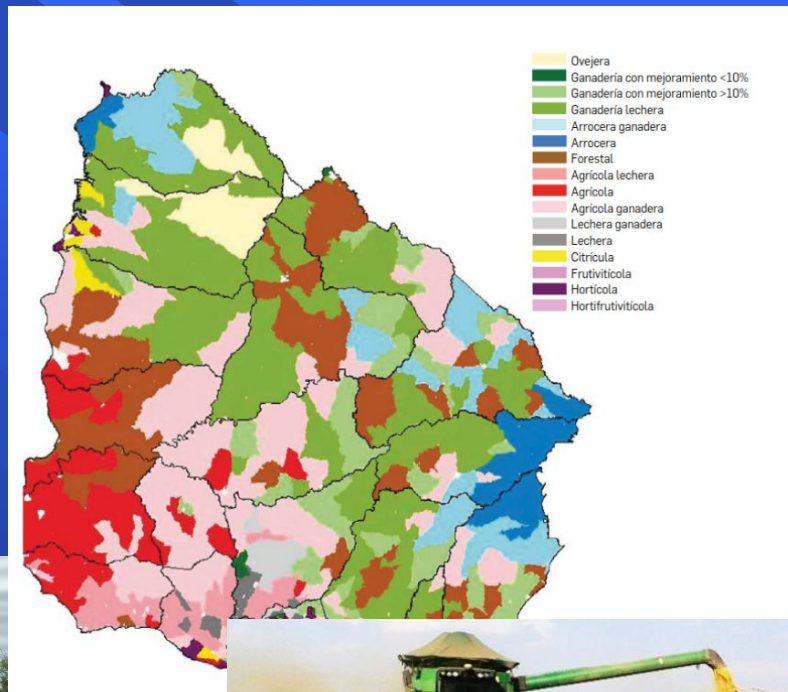 Ovejera
Ganadería con mejoramiento <10%
Ganadería con mejoramiento >10%
Ganadería lechera
Arrocera ganadera
Arrocera
Forestal
Agrícola lechera
Agrícola
Agrícola ganadera
Lechera ganadera
Lechera
Citrícula
Frutivitícola
Hortícola
Hortifrutivitícola